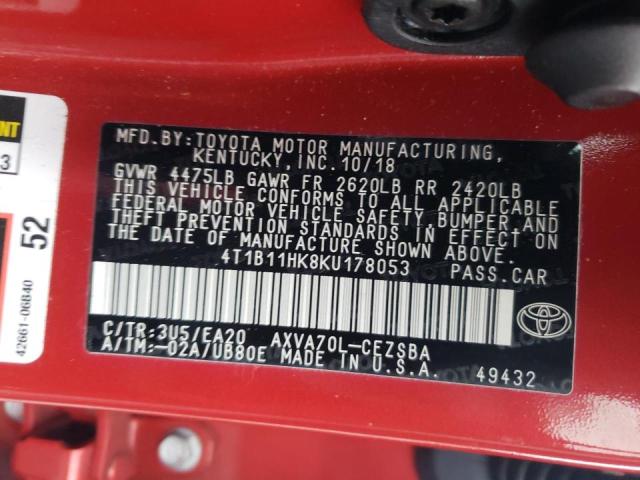 MFD. BY: TOYOTA MOTOR MANUFACTURING,
KENTUCKY, INC. 10/18
GVWR 4475LB GAWR FR 2620LB RR 2420LB
THIS VEHICLE CONFORMS TO ALL APPLICABLE
FEDERAL MOTOR VEHICLE SAFETY, BUMPER, AND
THEFT PREVENTION STANDARDS IN EFFECT ON
THE DATE OF MANUFACTURE SHOWN ABOVE.
4T1B11HK8KU178053 PASS. CAR
C/TR: 3U5/EA20 AXVA70L-CEZSBA
A/TM: -02A/UB80E MADE IN U.S.A.
49432
52
42661-06B40
3